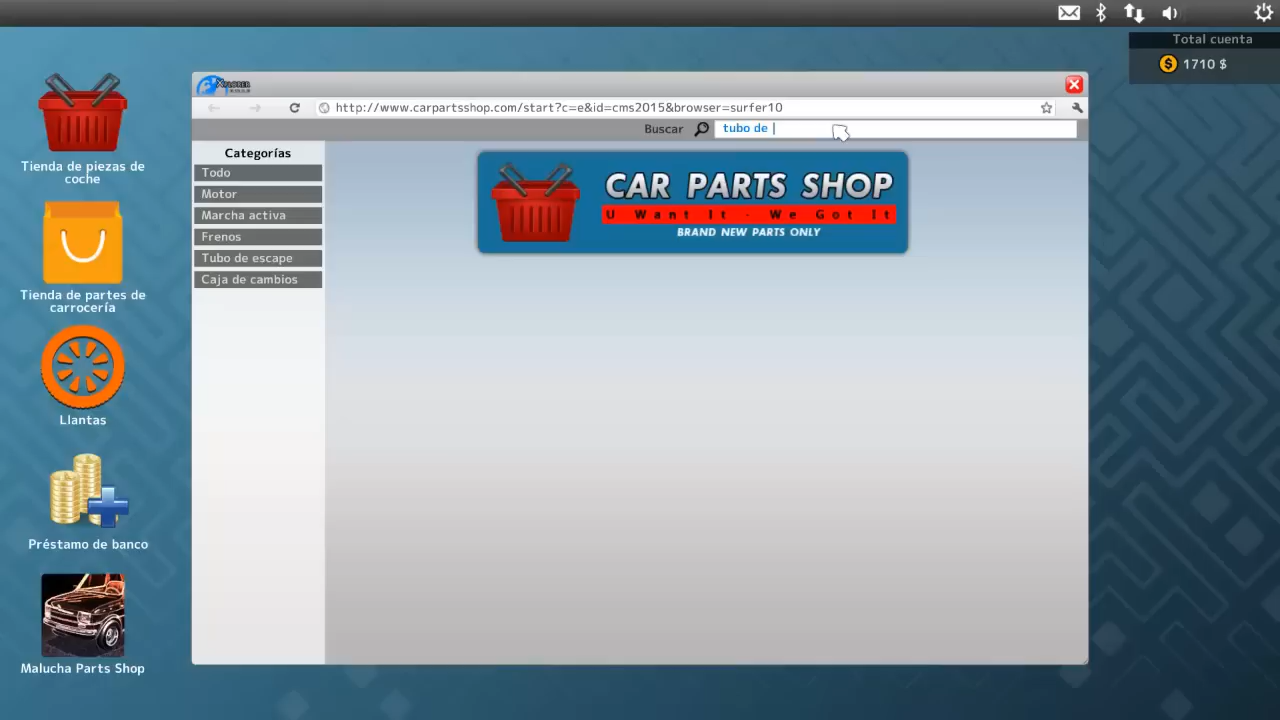 Total cuenta
1710 $
Tienda de piezas de
coche
Tienda de partes de
carrocería
Llantas
Préstamo de banco
Malucha Parts Shop
http://www.carpartsshop.com/start?c=e&id=cms2015&browser=surfer10
Buscar
tubo de
Categorías
Todo
Motor
Marcha activa
Frenos
Tubo de escape
Caja de cambios
CAR PARTS SHOP
U Want It - We Got It
BRAND NEW PARTS ONLY